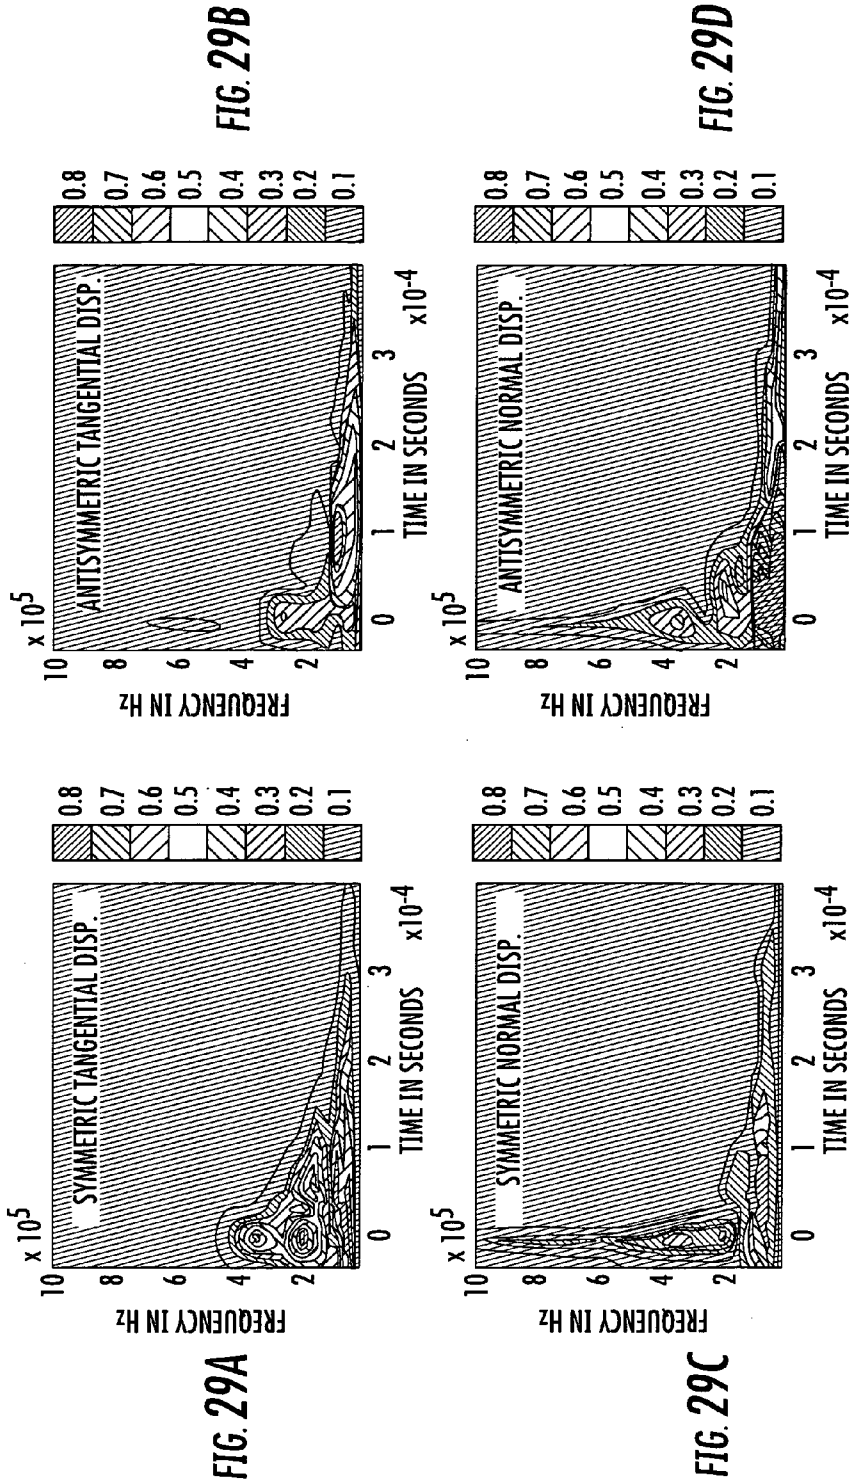 FIG. 29A
x 10⁵
10
8
6
4
2
FREQUENCY IN Hz
SYMMETRIC TANGENTIAL DISP.
0 1 2 3
TIME IN SECONDS x10⁻⁴
0.8
0.7
0.6
0.5
0.4
0.3
0.2
0.1
FIG. 29B
x 10⁵
10
8
6
4
2
FREQUENCY IN Hz
ANTISYMMETRIC TANGENTIAL DISP.
0 1 2 3
TIME IN SECONDS x10⁻⁴
0.8
0.7
0.6
0.5
0.4
0.3
0.2
0.1
FIG. 29C
x 10⁵
10
8
6
4
2
FREQUENCY IN Hz
SYMMETRIC NORMAL DISP.
0 1 2 3
TIME IN SECONDS x10⁻⁴
0.8
0.7
0.6
0.5
0.4
0.3
0.2
0.1
FIG. 29D
x 10⁵
10
8
6
4
2
FREQUENCY IN Hz
ANTISYMMETRIC NORMAL DISP.
0 1 2 3
TIME IN SECONDS x10⁻⁴
0.8
0.7
0.6
0.5
0.4
0.3
0.2
0.1